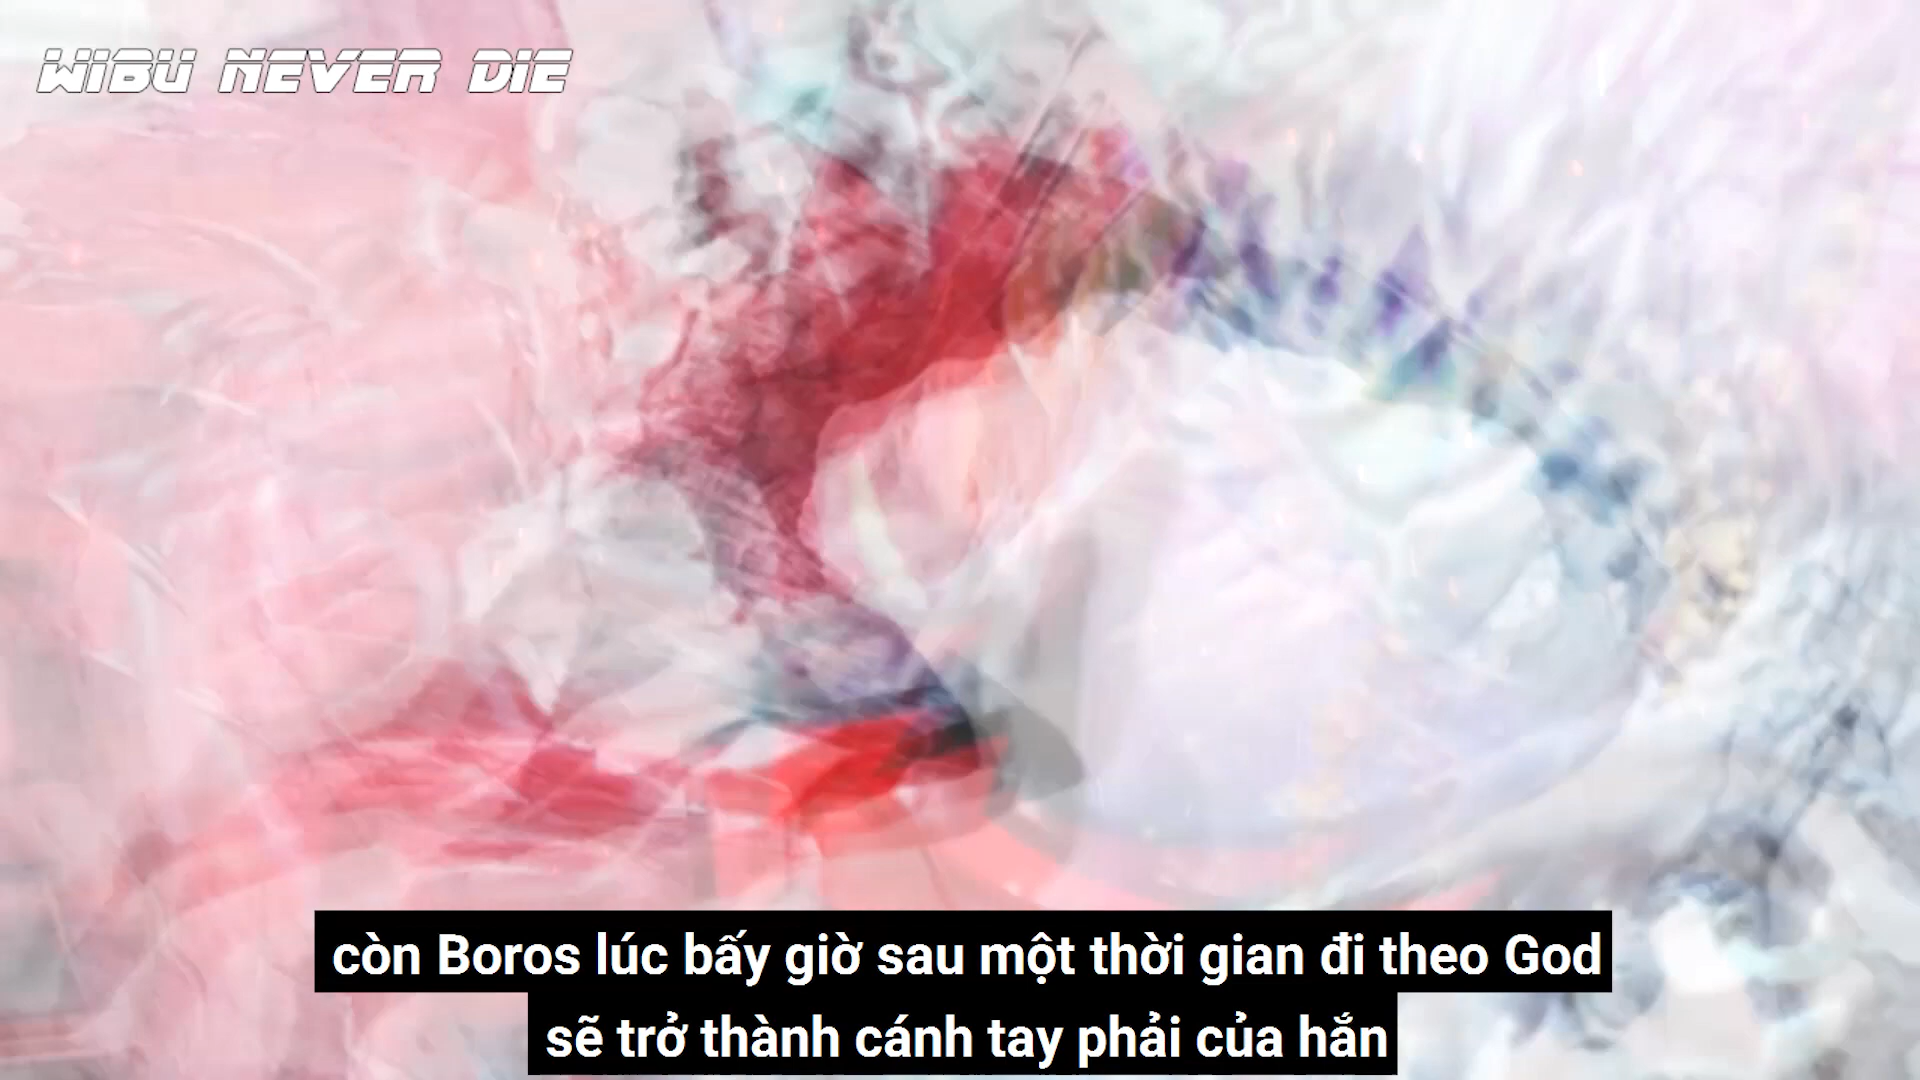 WIBU NEVER DIE
còn Boros lúc bấy giờ sau một thời gian đi theo God
sẽ trở thành cánh tay phải của hắn